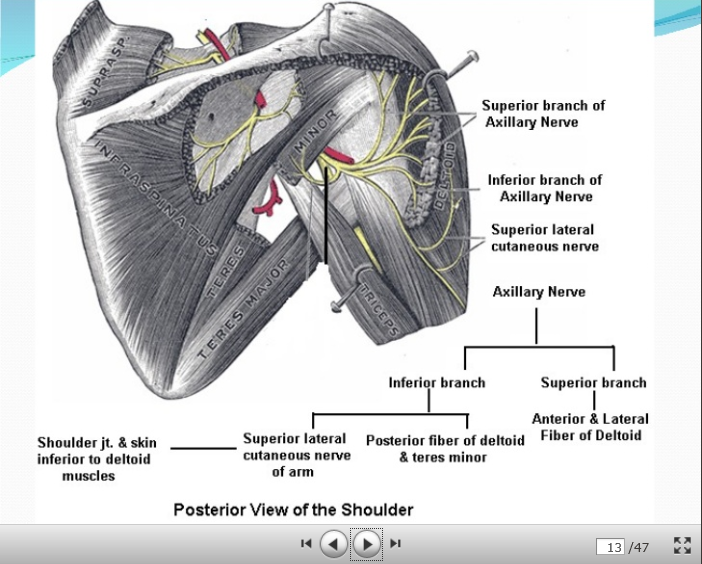 SUPRASP.
INFRASPINATUS
TERES
MINOR
TERES MAJOR
TRICEPS
DELTOID
Superior branch of
Axillary Nerve
Inferior branch of
Axillary Nerve
Superior lateral
cutaneous nerve
Axillary Nerve
Inferior branch
Superior branch
Anterior & Lateral
Fiber of Deltoid
Superior lateral
cutaneous nerve
of arm
Posterior fiber of deltoid
& teres minor
Shoulder jt. & skin
inferior to deltoid
muscles
Posterior View of the Shoulder
13 /47